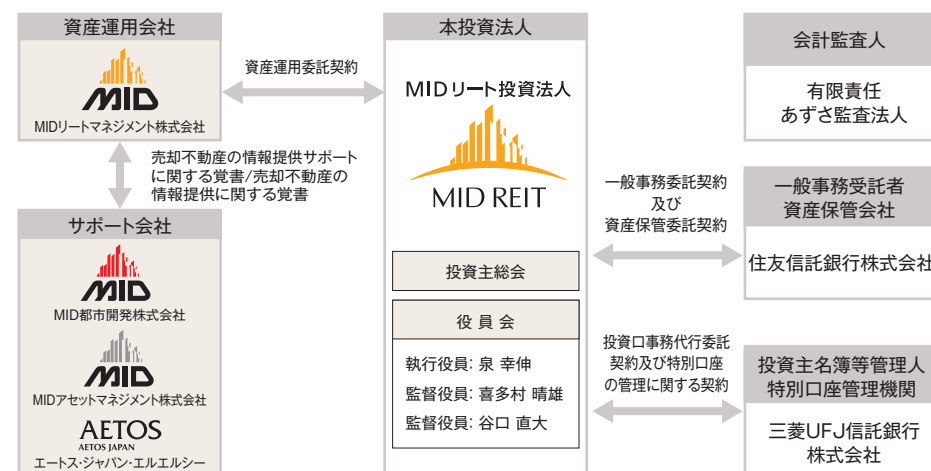 資産運用会社
MID
MIDリートマネジメント株式会社
資産運用委託契約
売却不動産の情報提供サポート
に関する覚書/売却不動産の
情報提供に関する覚書
サポート会社
MID
MID都市開発株式会社
MID
MIDアセットマネジメント株式会社
AETOS
AETOS JAPAN
エートス・ジャパン・エルエルシー
本投資法人
MIDリート投資法人
MID REIT
投資主総会
役員会
執行役員: 泉 幸伸
監督役員: 喜多村 晴雄
監督役員: 谷口 直大
一般事務委託契約
及び
資産保管委託契約
投資口事務代行委託
契約及び特別口座
の管理に関する契約
会計監査人
有限責任
あずさ監査法人
一般事務受託者
資産保管会社
住友信託銀行株式会社
投資主名簿等管理人
特別口座管理機関
三菱UFJ信託銀行
株式会社